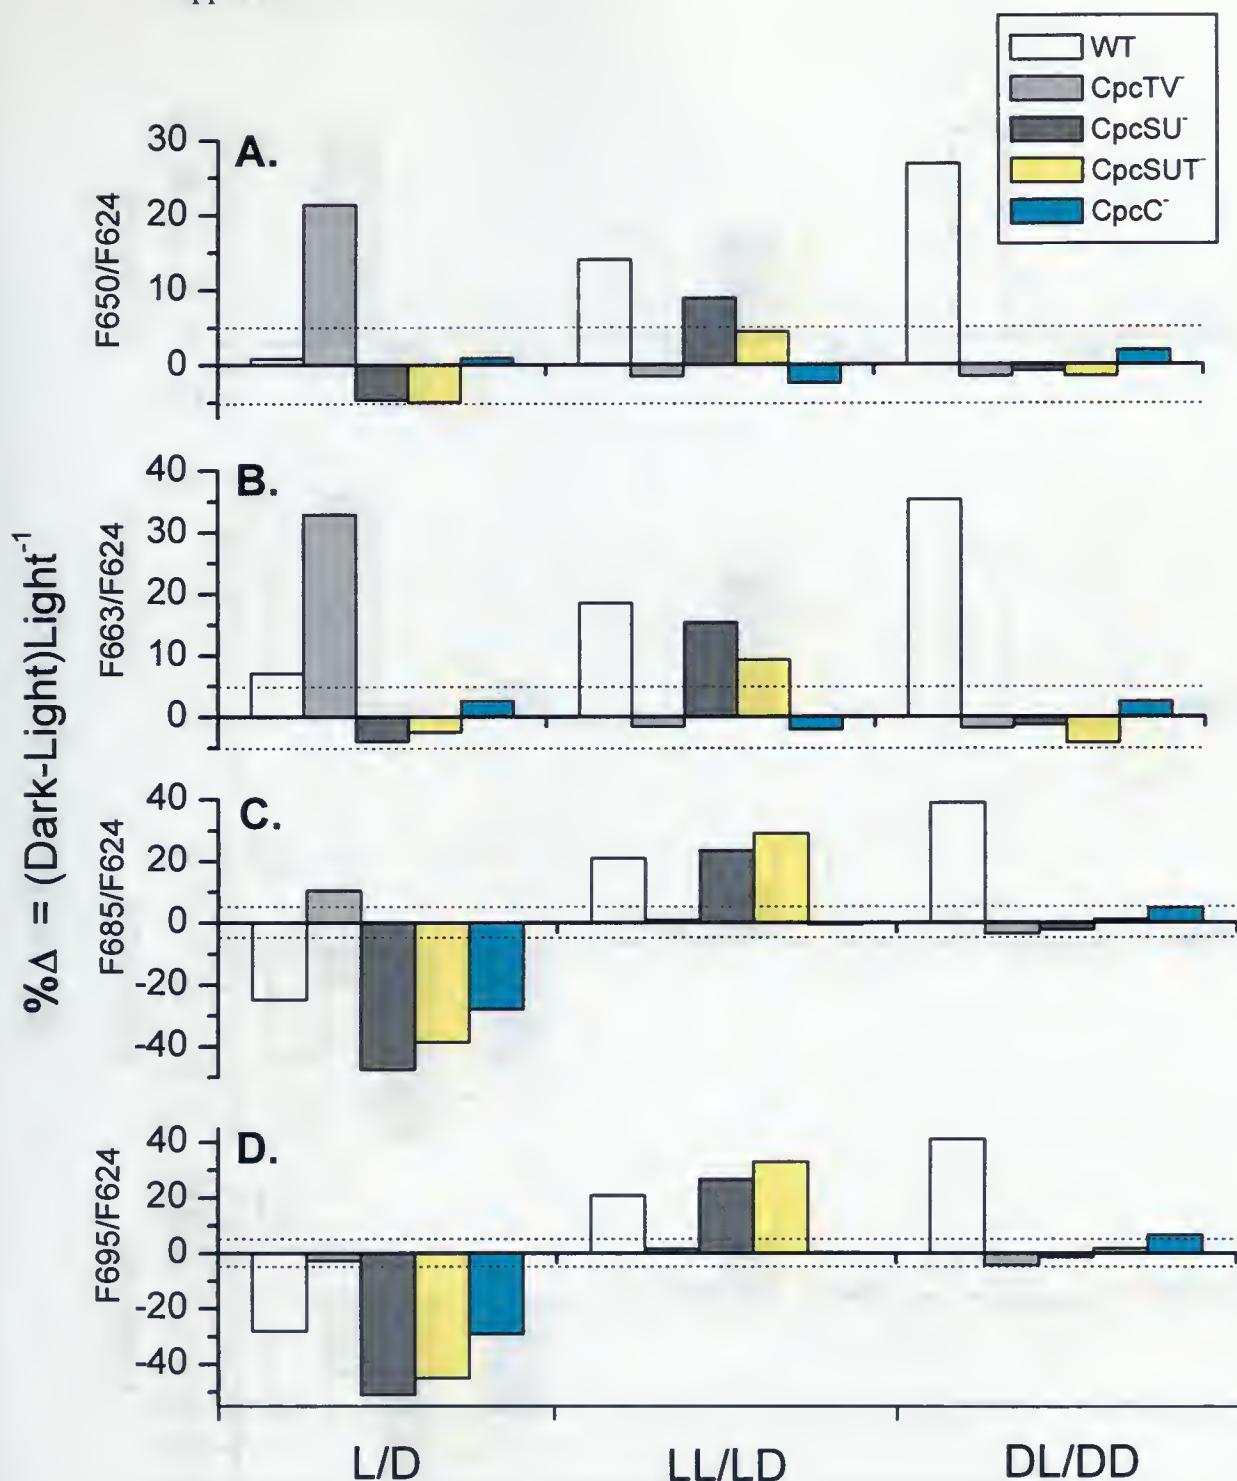 WT
CpcTV⁻
CpcSU⁻
CpcSUT⁻
CpcC⁻
%Δ = (Dark-Light)Light⁻¹
A.
F650/F624
30
20
10
0
B.
F663/F624
40
30
20
10
0
C.
F685/F624
40
20
0
-20
-40
D.
F695/F624
40
20
0
-20
-40
L/D
LL/LD
DL/DD